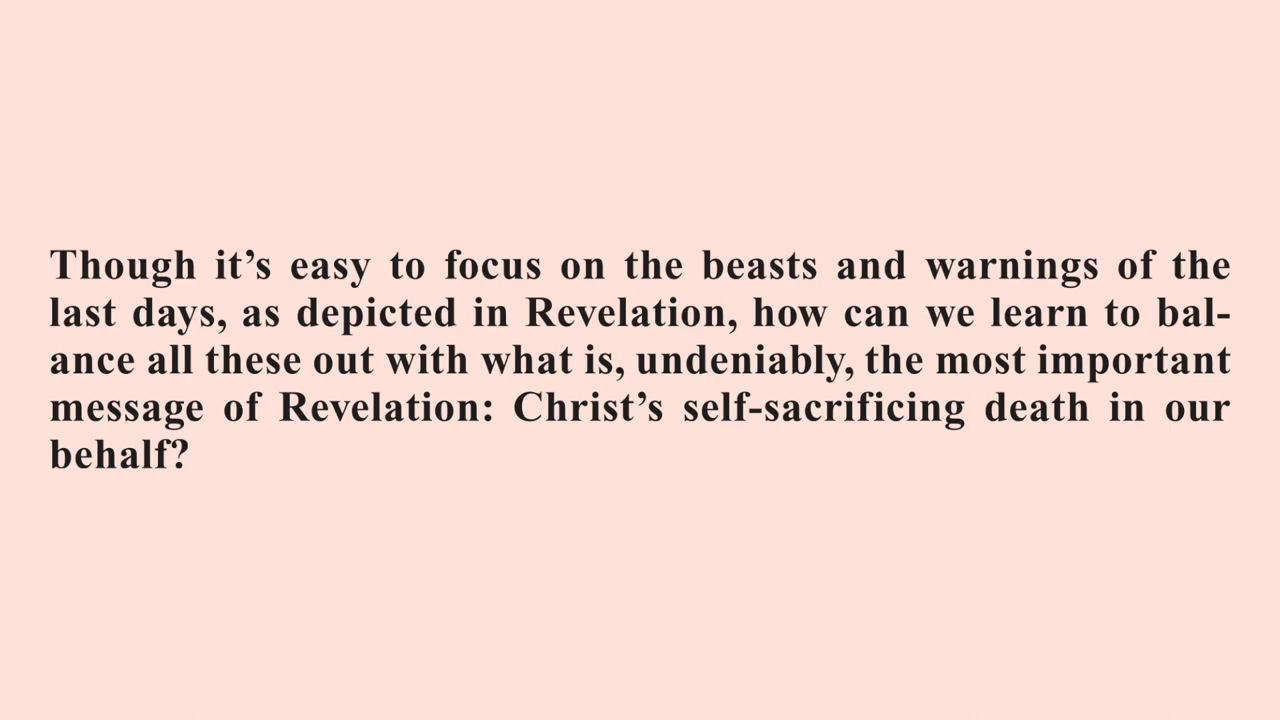 Though it’s easy to focus on the beasts and warnings of the
last days, as depicted in Revelation, how can we learn to bal-
ance all these out with what is, undeniably, the most important
message of Revelation: Christ’s self-sacrificing death in our
behalf?